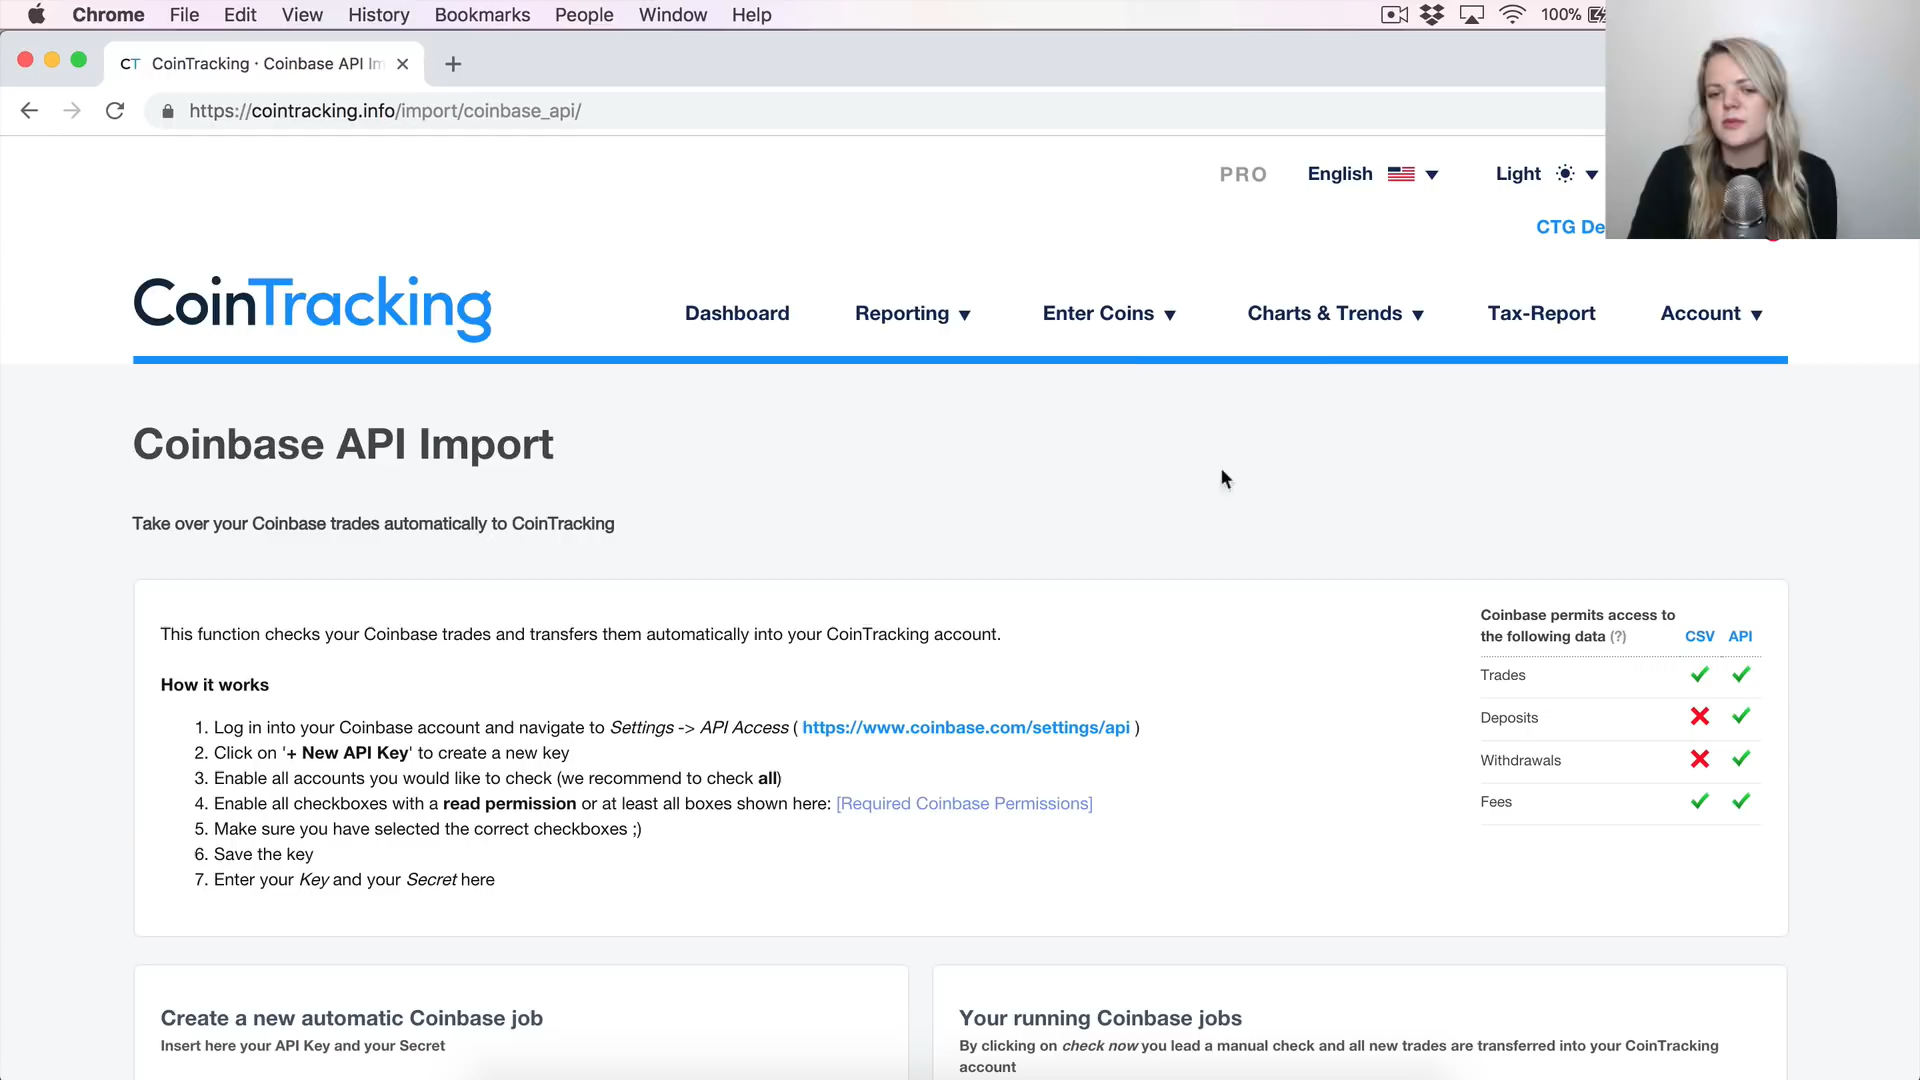 Chrome File Edit View History Bookmarks People Window Help 100%
CT CoinTracking · Coinbase API Im
https://cointracking.info/import/coinbase_api/
PRO English Light
CTG De
CoinTracking
Dashboard Reporting Enter Coins Charts & Trends Tax-Report Account
Coinbase API Import
Take over your Coinbase trades automatically to CoinTracking
This function checks your Coinbase trades and transfers them automatically into your CoinTracking account.
How it works
1. Log in into your Coinbase account and navigate to Settings -> API Access ( https://www.coinbase.com/settings/api )
2. Click on '+ New API Key' to create a new key
3. Enable all accounts you would like to check (we recommend to check all)
4. Enable all checkboxes with a read permission or at least all boxes shown here: [Required Coinbase Permissions]
5. Make sure you have selected the correct checkboxes ;)
6. Save the key
7. Enter your Key and your Secret here
Coinbase permits access to
the following data (?) CSV API
Trades
Deposits
Withdrawals
Fees
Create a new automatic Coinbase job
Insert here your API Key and your Secret
Your running Coinbase jobs
By clicking on check now you lead a manual check and all new trades are transferred into your CoinTracking
account